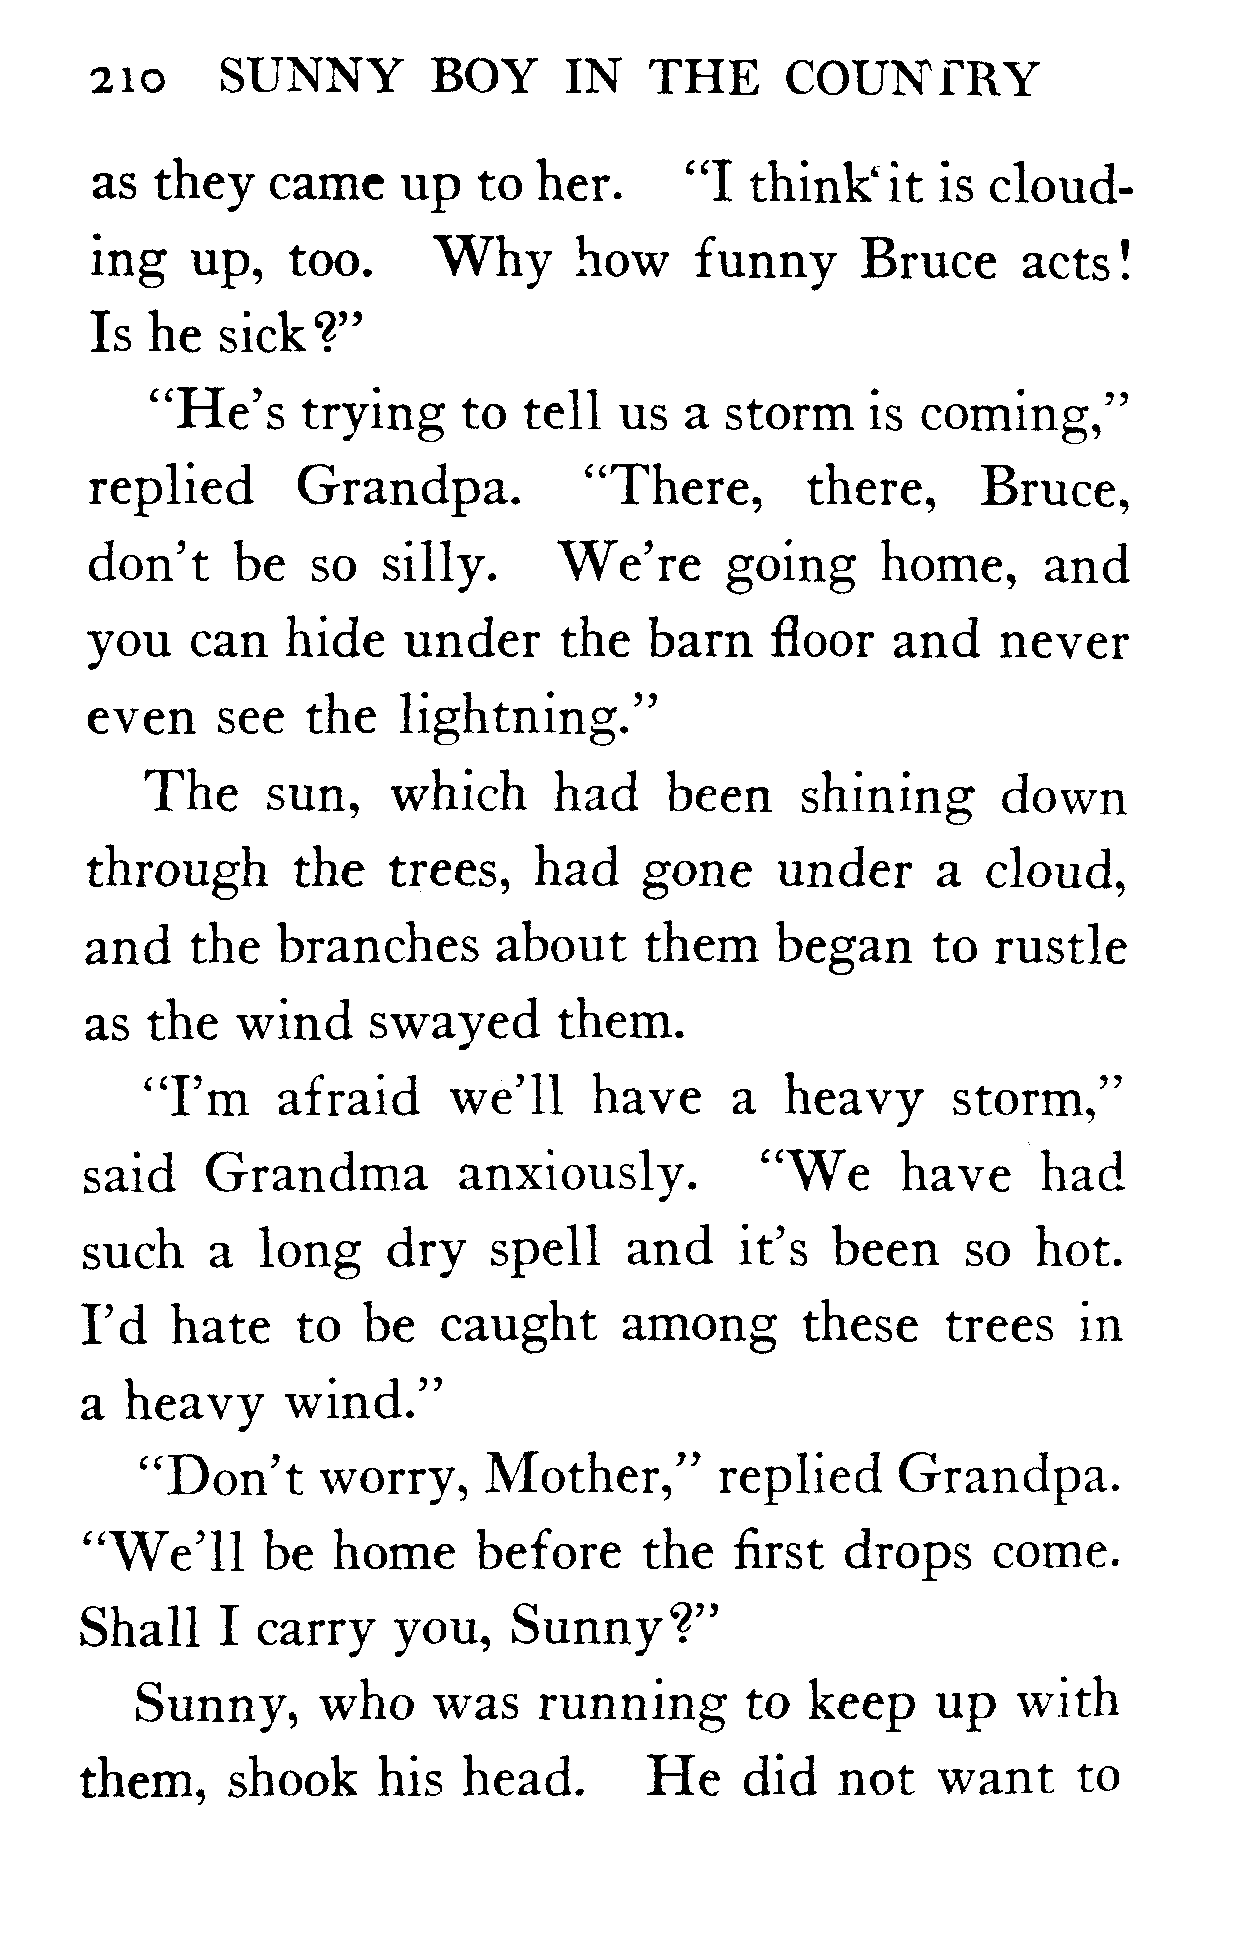 210 SUNNY BOY IN THE COUNTRY
as they came up to her. “I think it is cloud-
ing up, too. Why how funny Bruce acts!
Is he sick?”
“He’s trying to tell us a storm is coming,”
replied Grandpa. “There, there, Bruce,
don’t be so silly. We’re going home, and
you can hide under the barn floor and never
even see the lightning.”
The sun, which had been shining down
through the trees, had gone under a cloud,
and the branches about them began to rustle
as the wind swayed them.
“I’m afraid we’ll have a heavy storm,”
said Grandma anxiously. “We have had
such a long dry spell and it’s been so hot.
I’d hate to be caught among these trees in
a heavy wind.”
“Don’t worry, Mother,” replied Grandpa.
“We’ll be home before the first drops come.
Shall I carry you, Sunny?”
Sunny, who was running to keep up with
them, shook his head. He did not want to